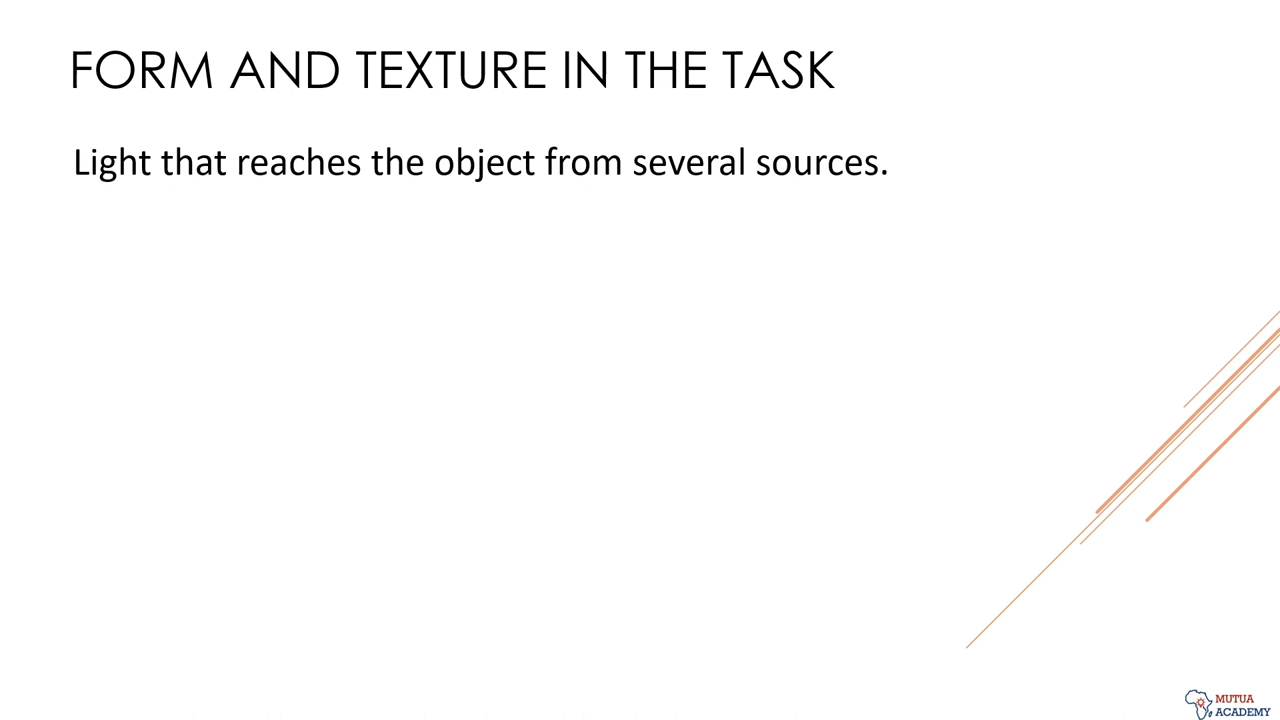 FORM AND TEXTURE IN THE TASK
Light that reaches the object from several sources.
MUTUA
ACADEMY